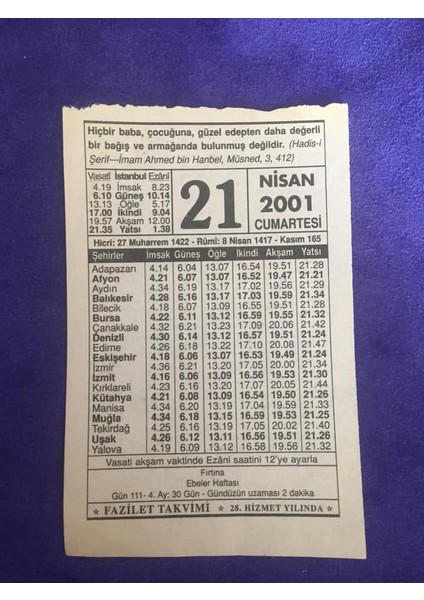 Hiçbir baba, çocuğuna, güzel edepten daha değerli
bir bağış ve armağanda bulunmuş değildir. (Hadis-i
Şerif—İmam Ahmed bin Hanbel, Müsned, 3, 412)
Vasati İstanbul Ezâni
4.19 İmsak 8.23
6.10 Güneş 10.14
13.13 Öğle 5.17
17.00 İkindi 9.04
19.57 Akşam 12.00
21.35 Yatsı 1.38
21
NİSAN
2001
CUMARTESİ
Hicri: 27 Muharrem 1422 - Rûmî: 8 Nisan 1417 - Kasım 165
Şehirler İmsak Güneş Öğle İkindi Akşam Yatsı
Adapazarı 4.14 6.04 13.07 16.54 19.51 21.28
Afyon 4.21 6.07 13.07 16.52 19.47 21.21
Aydın 4.34 6.19 13.17 17.02 19.56 21.29
Balıkesir 4.28 6.16 13.17 17.03 19.59 21.34
Bilecik 4.18 6.07 13.09 16.55 19.51 21.28
Bursa 4.22 6.11 13.12 16.59 19.55 21.32
Çanakkale 4.32 6.21 13.23 17.09 20.06 21.42
Denizli 4.30 6.14 13.12 16.57 19.51 21.24
Edirne 4.26 6.18 13.22 17.10 20.08 21.47
Eskişehir 4.18 6.06 13.07 16.53 19.49 21.24
İzmir 4.36 6.21 13.20 17.05 20.00 21.34
İzmit 4.16 6.06 13.09 16.56 19.53 21.30
Kırklareli 4.23 6.16 13.20 17.07 20.05 21.44
Kütahya 4.21 6.08 13.09 16.54 19.50 21.26
Manisa 4.34 6.20 13.19 17.04 19.59 21.33
Muğla 4.34 6.18 13.15 16.59 19.53 21.25
Tekirdağ 4.25 6.16 13.19 17.05 20.02 21.40
Uşak 4.26 6.12 13.11 16.56 19.51 21.26
Yalova 4.19 6.09 13.12 16.58 19.56 21.32
Vasati akşam vaktinde Ezâni saatini 12'ye ayarla
Fırtına
Ebeler Haftası
Gün 111- 4. Ay: 30 Gün - Gündüzün uzaması 2 dakika
★ FAZİLET TAKVİMİ ★ 28. HİZMET YILINDA ★